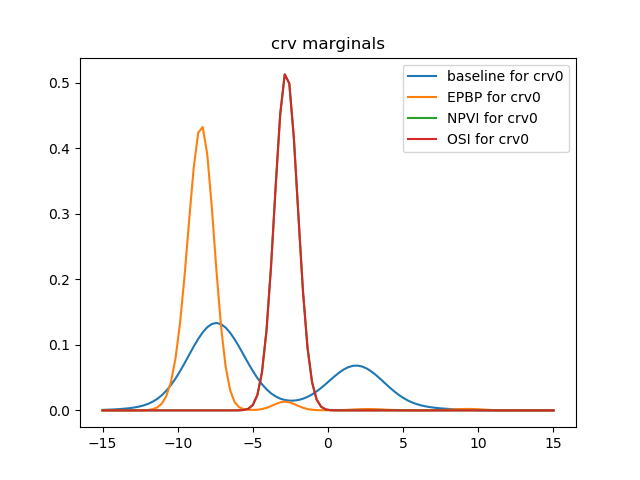 crv marginals
baseline for crv0
EPBP for crv0
NPVI for crv0
OSI for crv0
0.5
0.4
0.3
0.2
0.1
0.0
−15 −10 −5 0 5 10 15